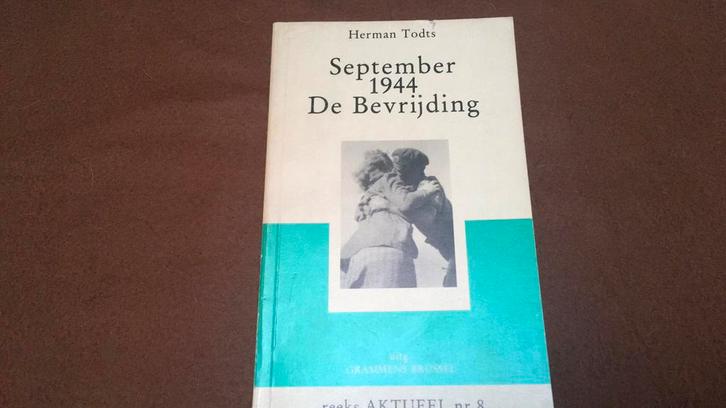 Herman Todts
September
1944
De Bevrijding
uitg
GRAMMENS BRUSSEL
reeks AKTUEEL nr 8